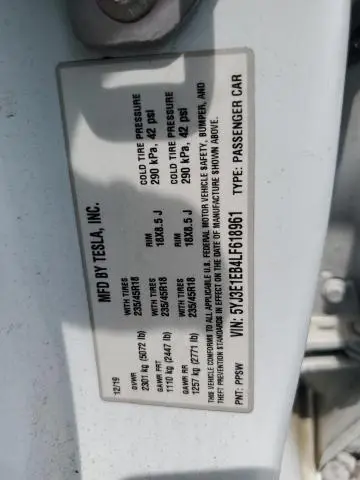 MFD BY TESLA, INC.
12/19
GVWR
2301 kg (5072 lb)
WITH TIRES
235/45R18
RIM
18X8.5 J
COLD TIRE PRESSURE
290 kPa, 42 psi
GAWR FRT
1110 kg (2447 lb)
WITH TIRES
235/45R18
RIM
18X8.5 J
COLD TIRE PRESSURE
290 kPa, 42 psi
GAWR RR
1257 kg (2771 lb)
THIS VEHICLE CONFORMS TO ALL APPLICABLE U.S. FEDERAL MOTOR VEHICLE SAFETY, BUMPER, AND
THEFT PREVENTION STANDARDS IN EFFECT ON THE DATE OF MANUFACTURE SHOWN ABOVE.
VIN: 5YJ3E1EB4LF618961
TYPE: PASSENGER CAR
PNT: PPSW